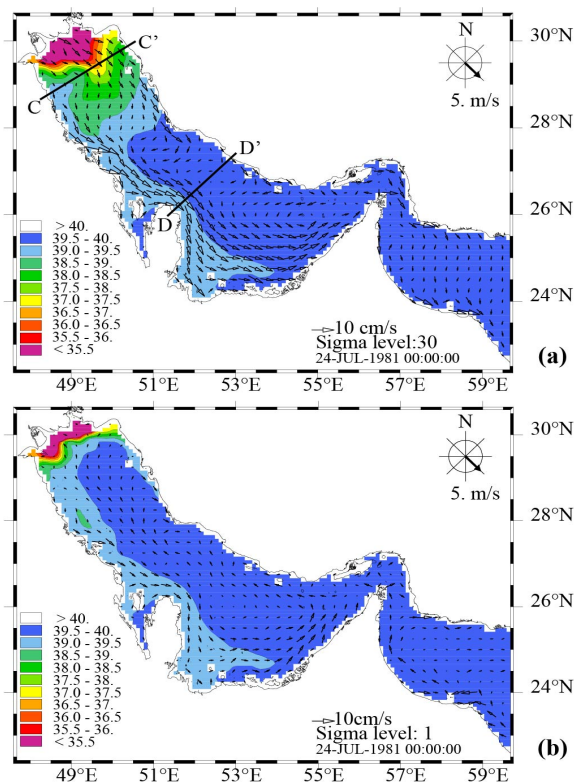 30°N
28°N
26°N
24°N
N
5. m/s
C'
C
D'
D
> 40.
39.5 - 40.
39.0 - 39.5
38.5 - 39.
38.0 - 38.5
37.5 - 38.
37.0 - 37.5
36.5 - 37.
36.0 - 36.5
35.5 - 36.
< 35.5
10 cm/s
Sigma level:30
24-JUL-1981 00:00:00
(a)
49°E 51°E 53°E 55°E 57°E 59°E
30°N
28°N
26°N
24°N
N
5. m/s
> 40.
39.5 - 40.
39.0 - 39.5
38.5 - 39.
38.0 - 38.5
37.5 - 38.
37.0 - 37.5
36.5 - 37.
36.0 - 36.5
35.5 - 36.
< 35.5
10cm/s
Sigma level: 1
24-JUL-1981 00:00:00
(b)
49°E 51°E 53°E 55°E 57°E 59°E